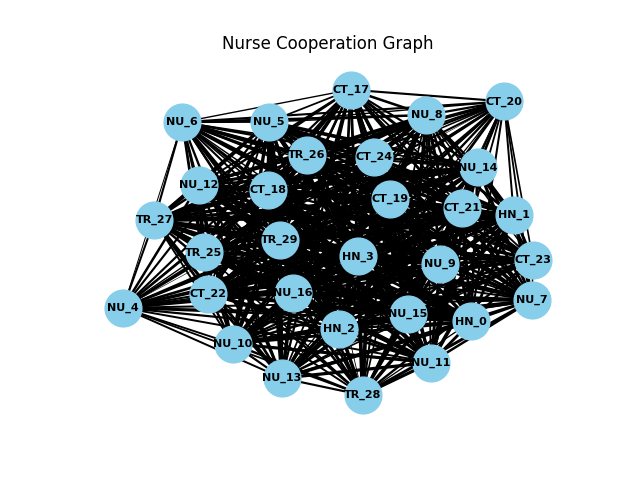 Nurse Cooperation Graph
CT_17
CT_20
NU_8
NU_6
NU_5
TR_26
CT_24
NU_14
NU_12
CT_18
CT_19
CT_21
HN_1
TR_27
TR_29
TR_25
HN_3
CT_23
NU_9
CT_22
NU_16
NU_7
NU_4
NU_15
HN_0
HN_2
NU_10
NU_11
NU_13
TR_28